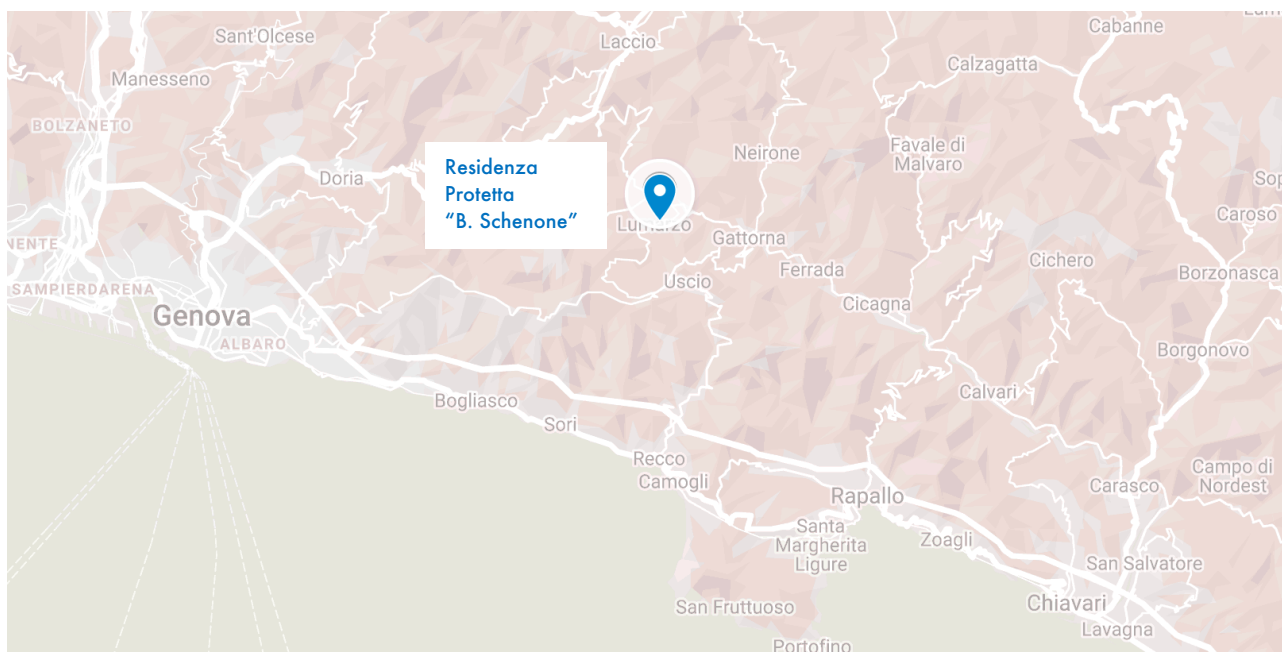 Sant'Olcese
Laccio
Cabanne
Manesseno
Calzagatta
BOLZANETO
Neirone
Favale di
Malvaro
Doria
Residenza
Protetta
“B. Schenone”
Lumarzo
Gattorna
Caroso
NENTE
Uscio
Ferrada
Cichero
Borzonasca
SAMPIERDARENA
Cicagna
Genova
ALBARO
Borgonovo
Calvari
Bogliasco
Sori
Recco
Camogli
Rapallo
Carasco
Campo di
Nordest
Santa
Margherita
Ligure
Zoagli
San Salvatore
San Fruttuoso
Chiavari
Lavagna
Portofino